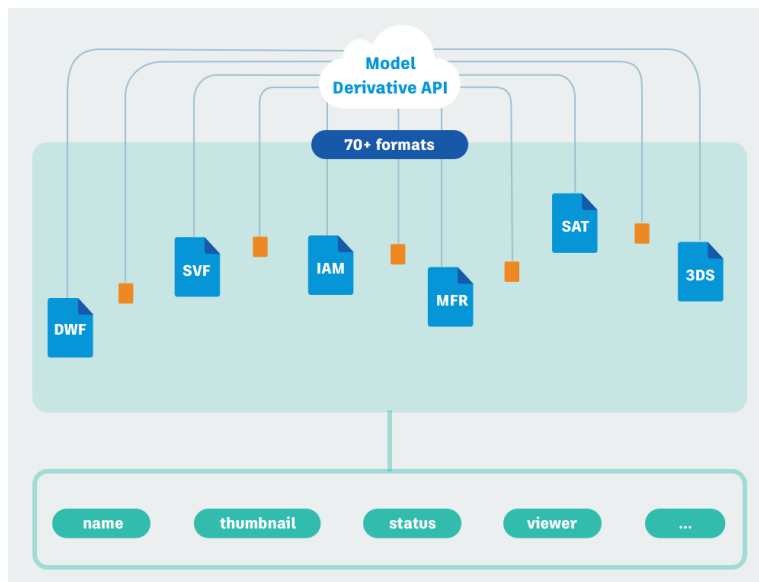 Model
Derivative API
70+ formats
DWF
SVF
IAM
MFR
SAT
3DS
name
thumbnail
status
viewer
...